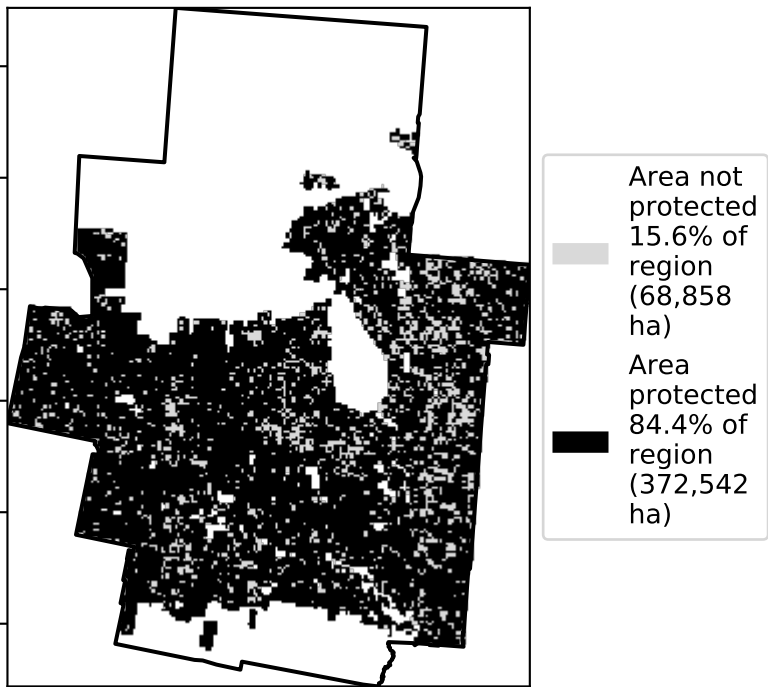 Area not
protected
15.6% of
region
(68,858
ha)
Area
protected
84.4% of
region
(372,542
ha)